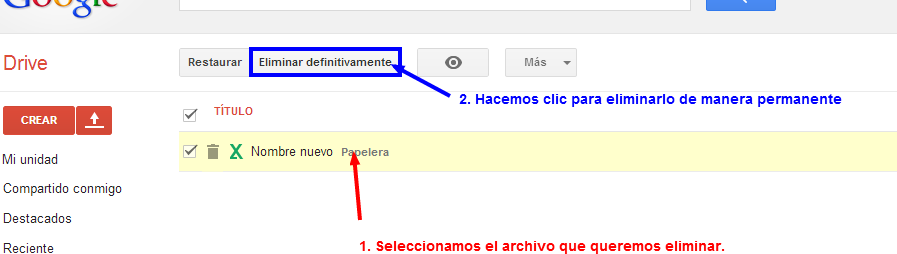 Google
Drive
Restaurar Eliminar definitivamente Más
2. Hacemos clic para eliminarlo de manera permanente
CREAR
TÍTULO
Nombre nuevo Papelera
Mi unidad
Compartido conmigo
Destacados
Reciente
1. Seleccionamos el archivo que queremos eliminar.